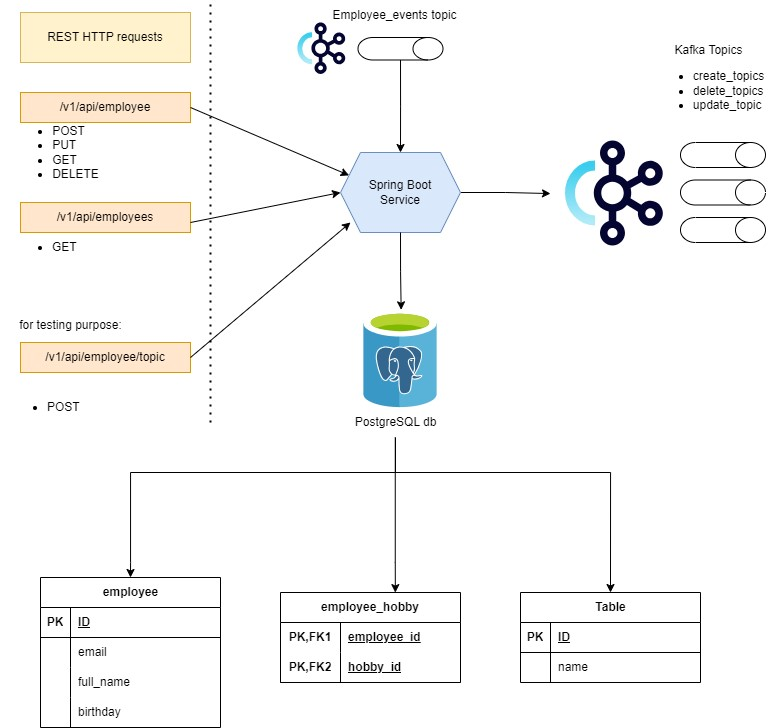 REST HTTP requests
Employee_events topic
Kafka Topics
create_topics
delete_topics
update_topic
/v1/api/employee
POST
PUT
GET
DELETE
/v1/api/employees
GET
Spring Boot
Service
for testing purpose:
/v1/api/employee/topic
POST
PostgreSQL db
employee
PK ID
email
full_name
birthday
employee_hobby
PK,FK1 employee_id
PK,FK2 hobby_id
Table
PK ID
name